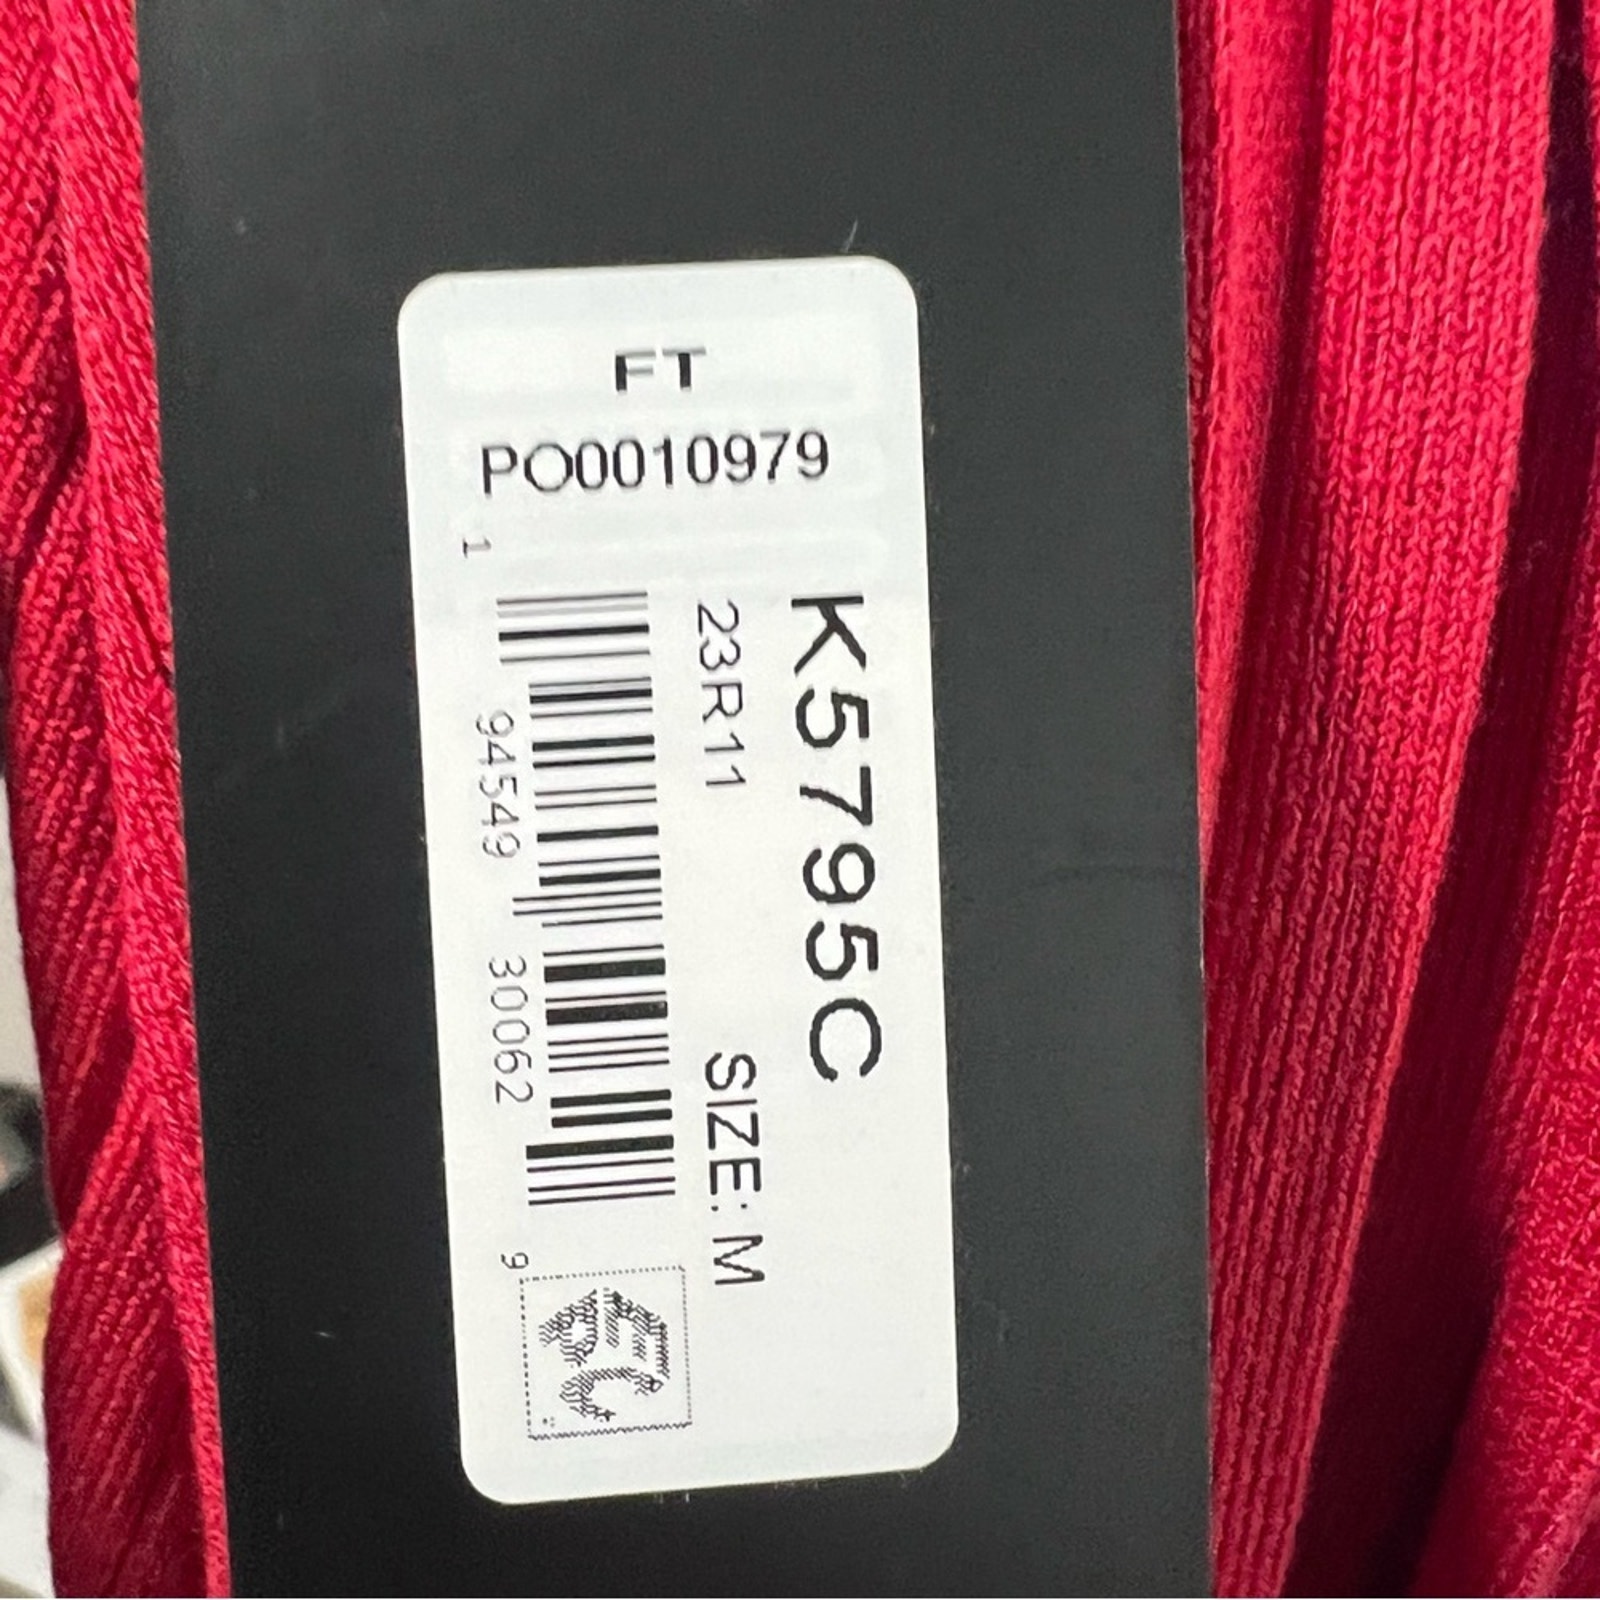 FT
PO0010979
K5795C
23R11 SIZE: M
1 94549 30062 9